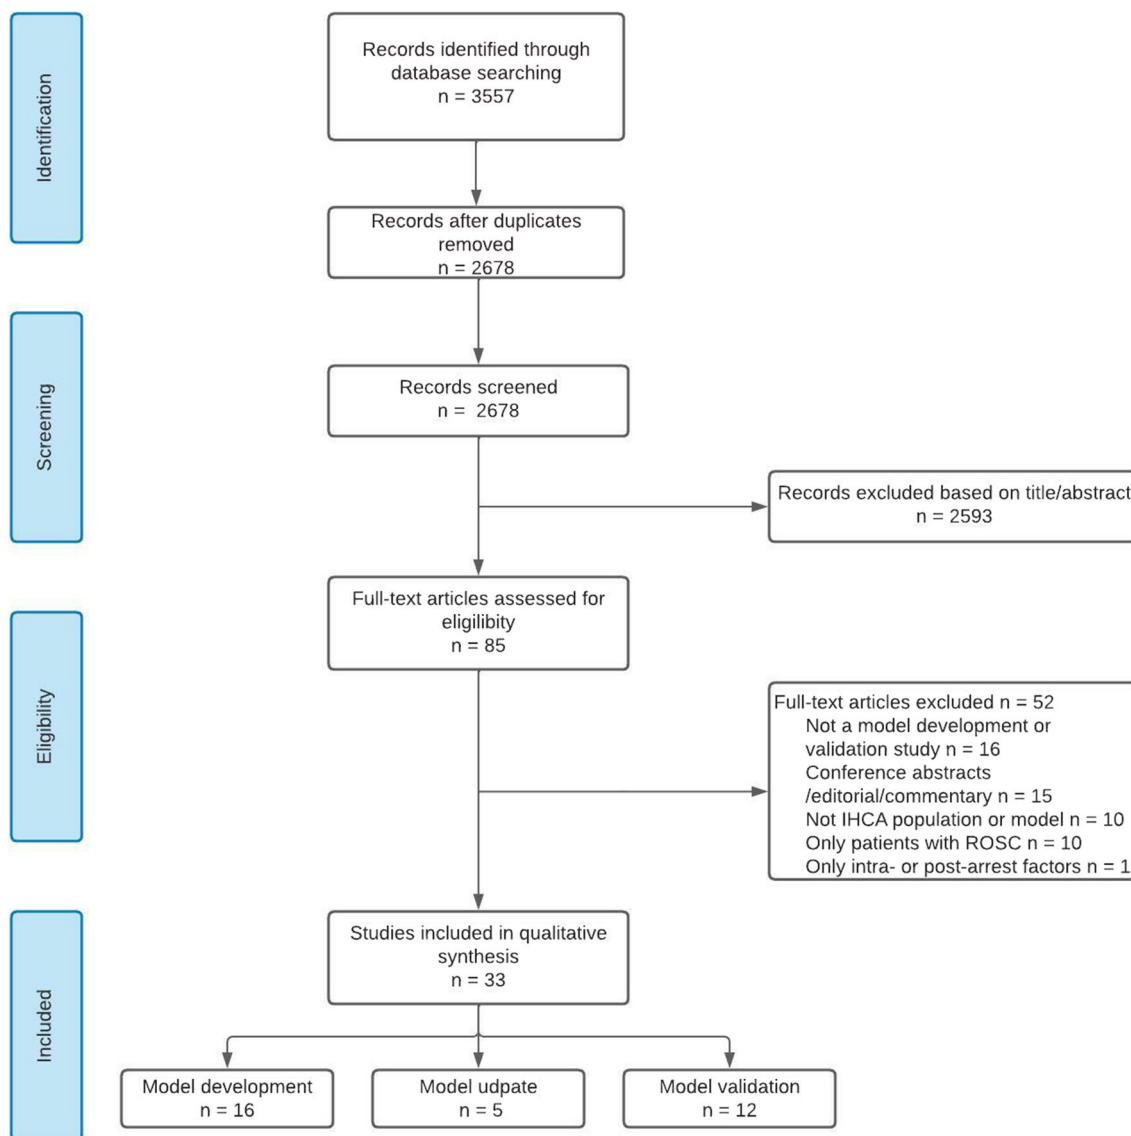 Identification
Records identified through
database searching
n = 3557
Records after duplicates
removed
n = 2678
Screening
Records screened
n = 2678
Records excluded based on title/abstract
n = 2593
Eligibility
Full-text articles assessed for
eligilibity
n = 85
Full-text articles excluded n = 52
Not a model development or
validation study n = 16
Conference abstracts
/editorial/commentary n = 15
Not IHCA population or model n = 10
Only patients with ROSC n = 10
Only intra- or post-arrest factors n = 1
Included
Studies included in qualitative
synthesis
n = 33
Model development
n = 16
Model udpate
n = 5
Model validation
n = 12